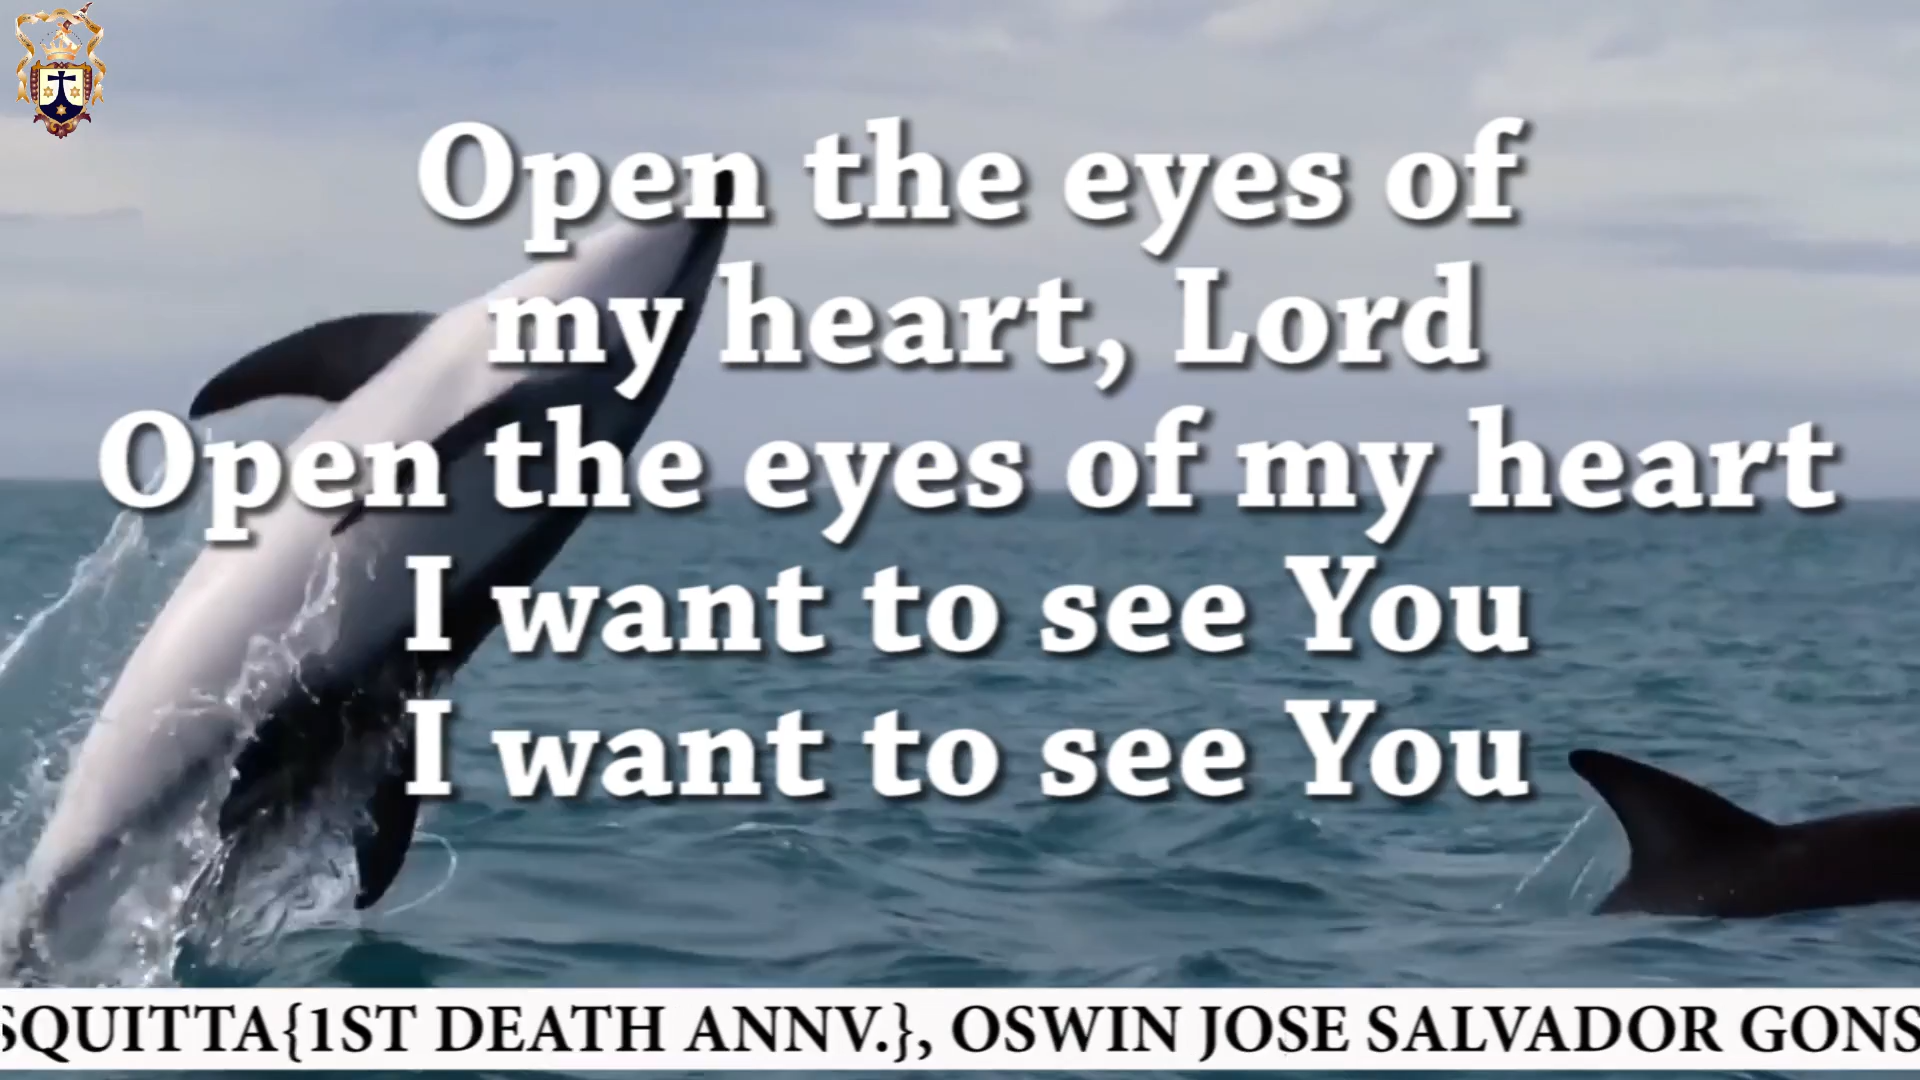 Open the eyes of
my heart, Lord
Open the eyes of my heart
I want to see You
I want to see You
SQUITTA{1ST DEATH ANNV.}, OSWIN JOSE SALVADOR GONS